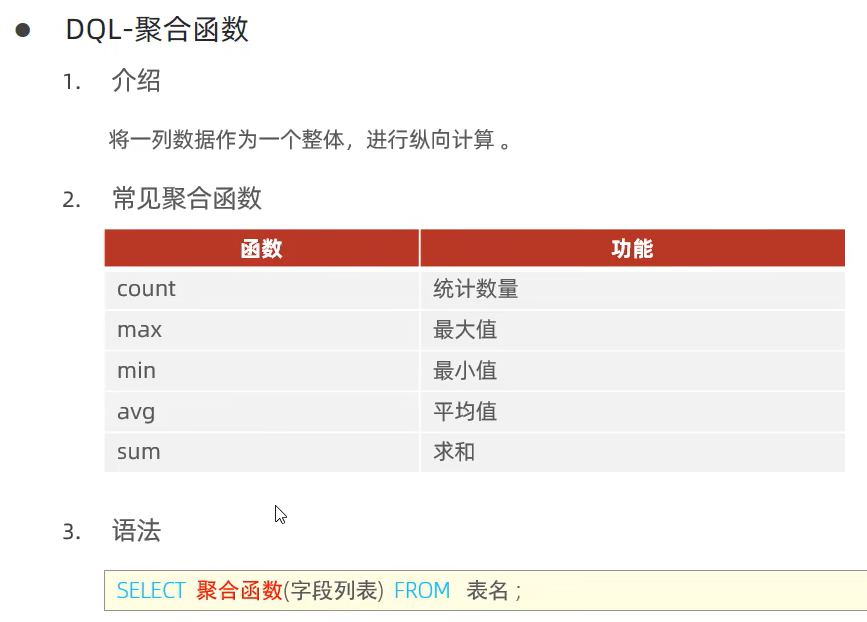 ● DQL-聚合函数
1. 介绍
将一列数据作为一个整体，进行纵向计算 。
2. 常见聚合函数
函数 功能
count 统计数量
max 最大值
min 最小值
avg 平均值
sum 求和
3. 语法
SELECT 聚合函数(字段列表) FROM 表名 ;